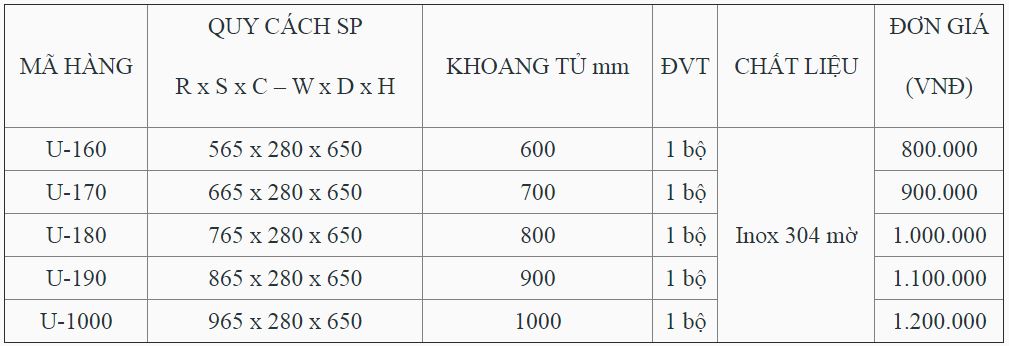 MÃ HÀNG QUY CÁCH SP R x S x C – W x D x H KHOANG TỦ mm ĐVT CHẤT LIỆU ĐƠN GIÁ (VNĐ)
U-160 565 x 280 x 650 600 1 bộ Inox 304 mờ 800.000
U-170 665 x 280 x 650 700 1 bộ 900.000
U-180 765 x 280 x 650 800 1 bộ 1.000.000
U-190 865 x 280 x 650 900 1 bộ 1.100.000
U-1000 965 x 280 x 650 1000 1 bộ 1.200.000